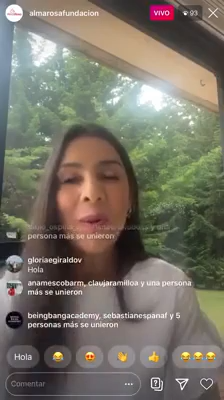 almarosafundacion
VIVO
93
persona más se unieron
gloriaegiraldov
Hola
anamescobarm, claujaramilloa y una persona
más se unieron
beingbangacademy, sebastianespanaf y 5
personas más se unieron
Hola
Comentar